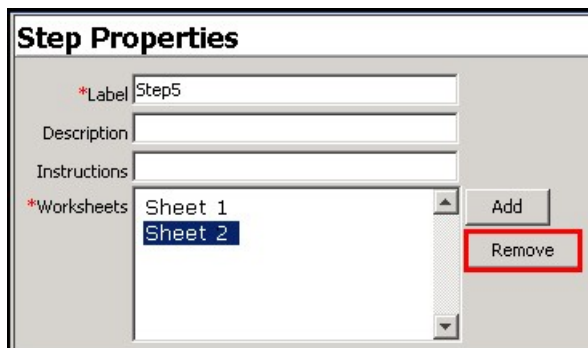 Step Properties
*Label Step5
Description
Instructions
*Worksheets Sheet 1 Add
Sheet 2 Remove